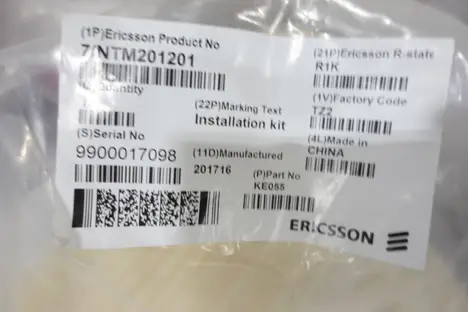 (1P)Ericsson Product No
7/NTM201201
(21P)Ericsson R-state
R1K
Quantity
(22P)Marking Text
Installation kit
(1V)Factory Code
TZ2
(S)Serial No
9900017098
(11D)Manufactured
201716
(4L)Made in
CHINA
(P)Part No
KE055
ERICSSON